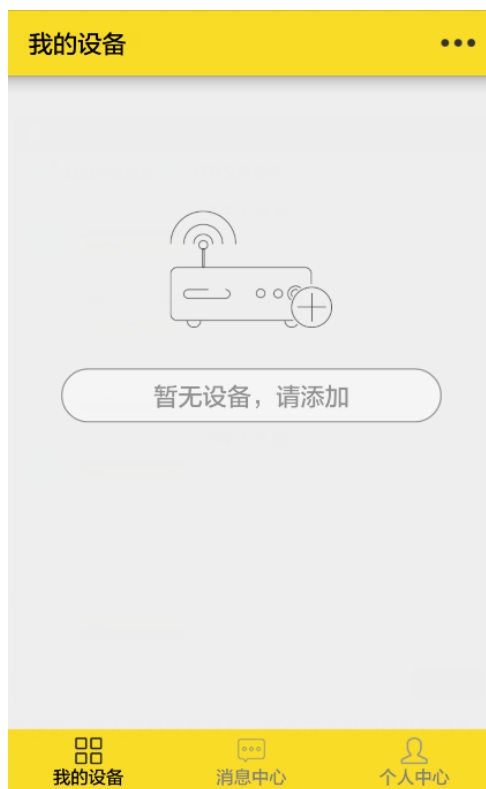 我的设备
暂无设备，请添加
我的设备
消息中心
个人中心